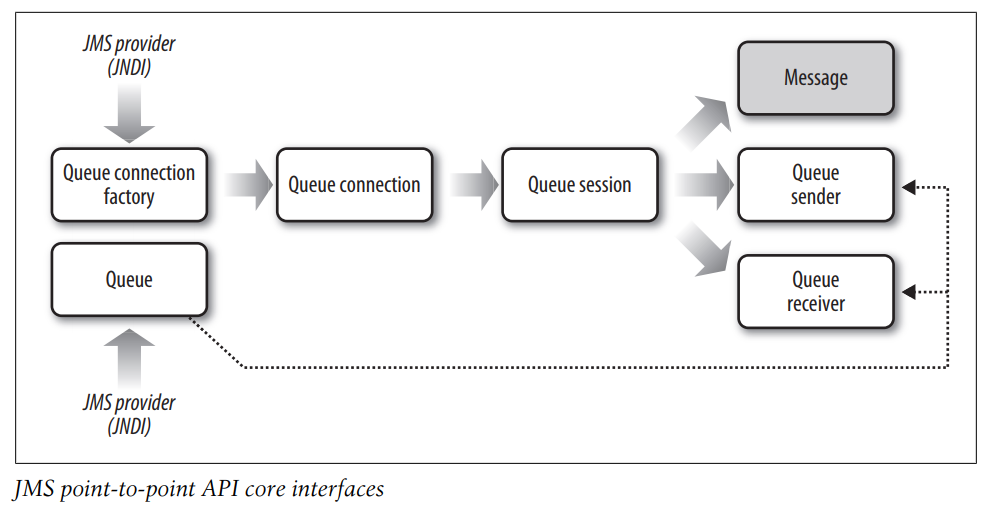 JMS provider
(JNDI)
Message
Queue connection
factory
Queue connection
Queue session
Queue
sender
Queue
Queue
receiver
JMS provider
(JNDI)
JMS point-to-point API core interfaces